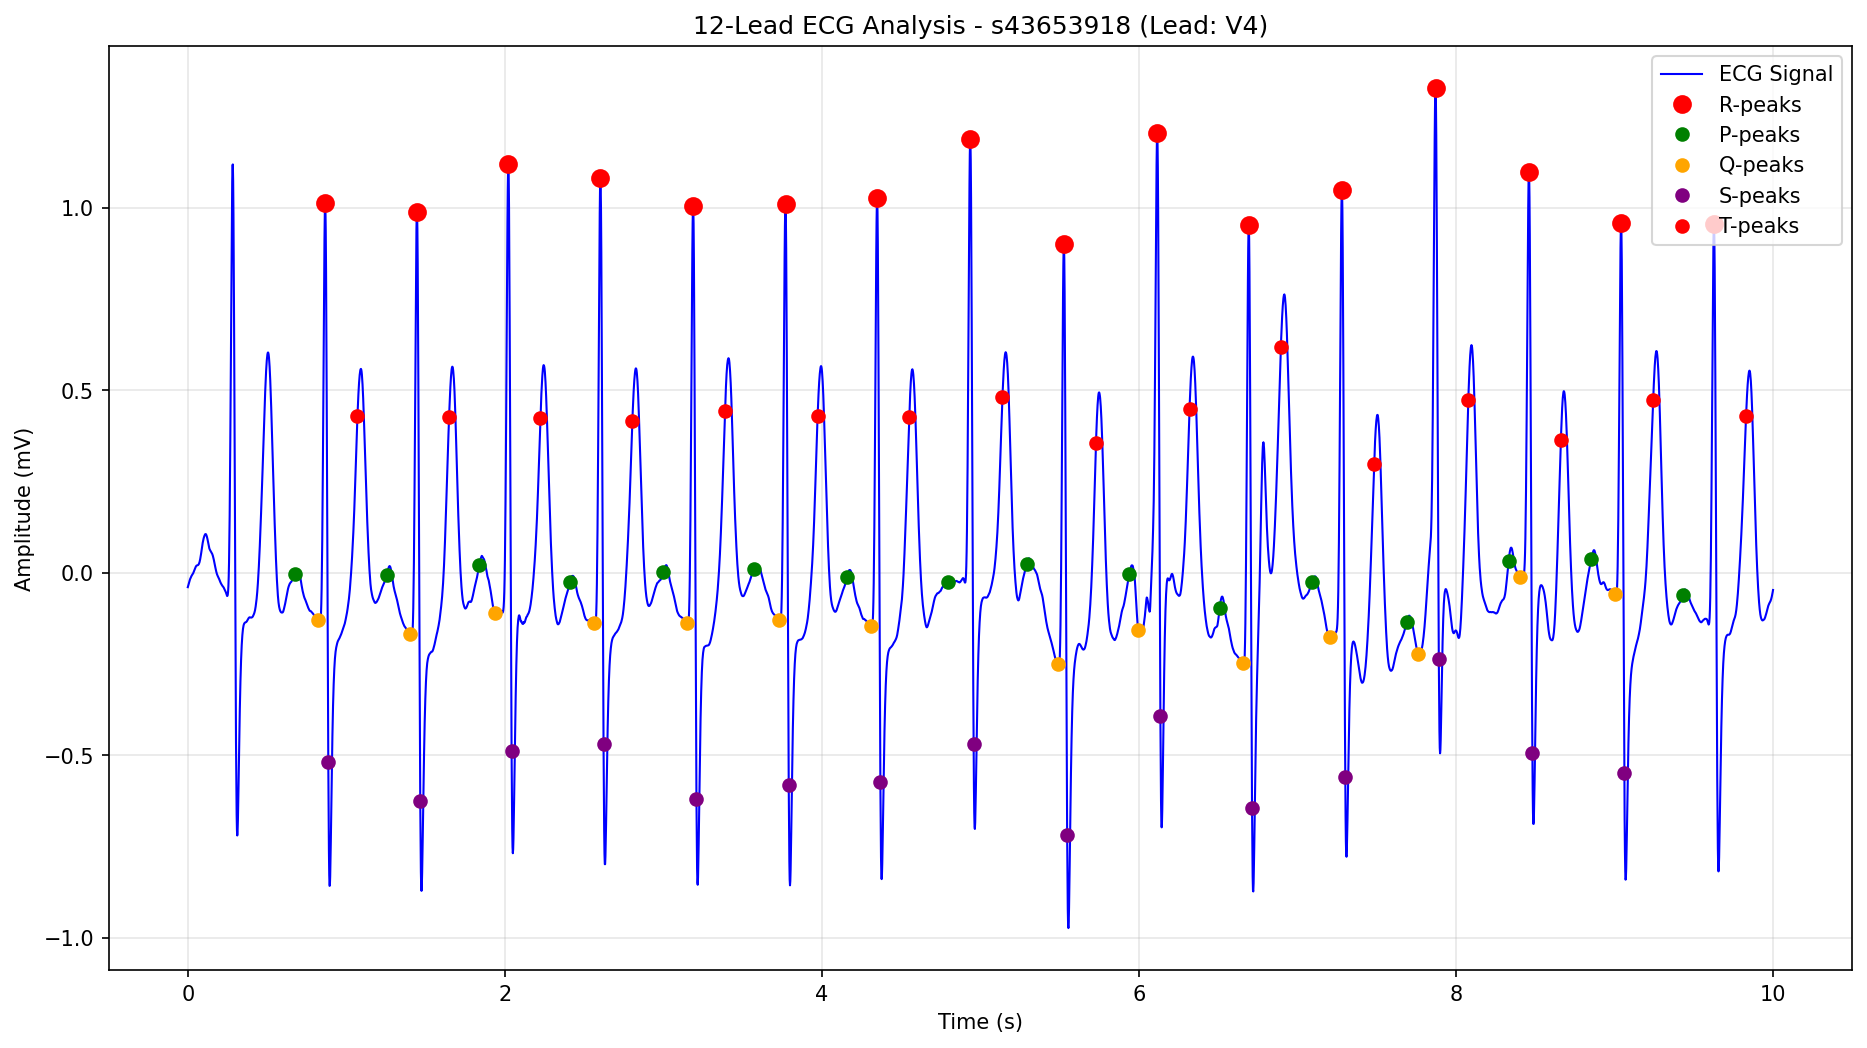 12-Lead ECG Analysis - s43653918 (Lead: V4)
ECG Signal
R-peaks
P-peaks
Q-peaks
S-peaks
T-peaks
Amplitude (mV)
1.0
0.5
0.0
−0.5
−1.0
0 2 4 6 8 10
Time (s)